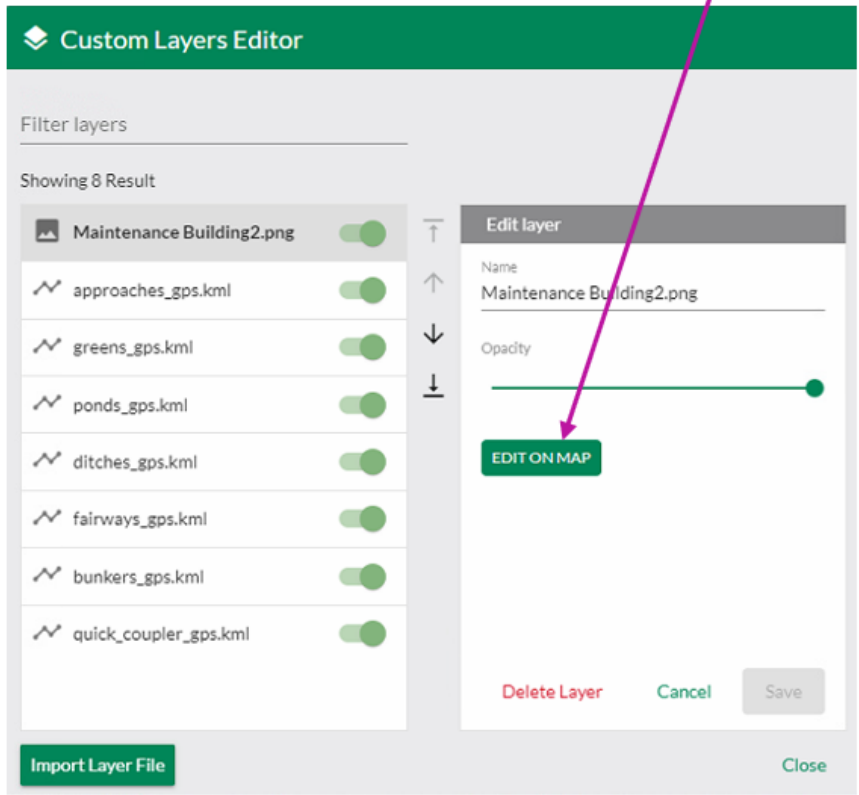 Custom Layers Editor
Filter layers
Showing 8 Result
Maintenance Building2.png
approaches_gps.kml
greens_gps.kml
ponds_gps.kml
ditches_gps.kml
fairways_gps.kml
bunkers_gps.kml
quick_coupler_gps.kml
Edit layer
Name
Maintenance Building2.png
Opacity
EDIT ON MAP
Delete Layer Cancel Save
Import Layer File Close